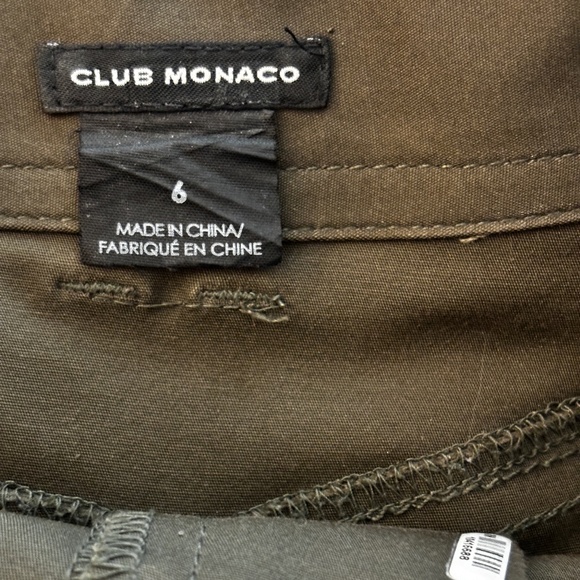 CLUB MONACO
6
MADE IN CHINA/
FABRIQUÉ EN CHINE